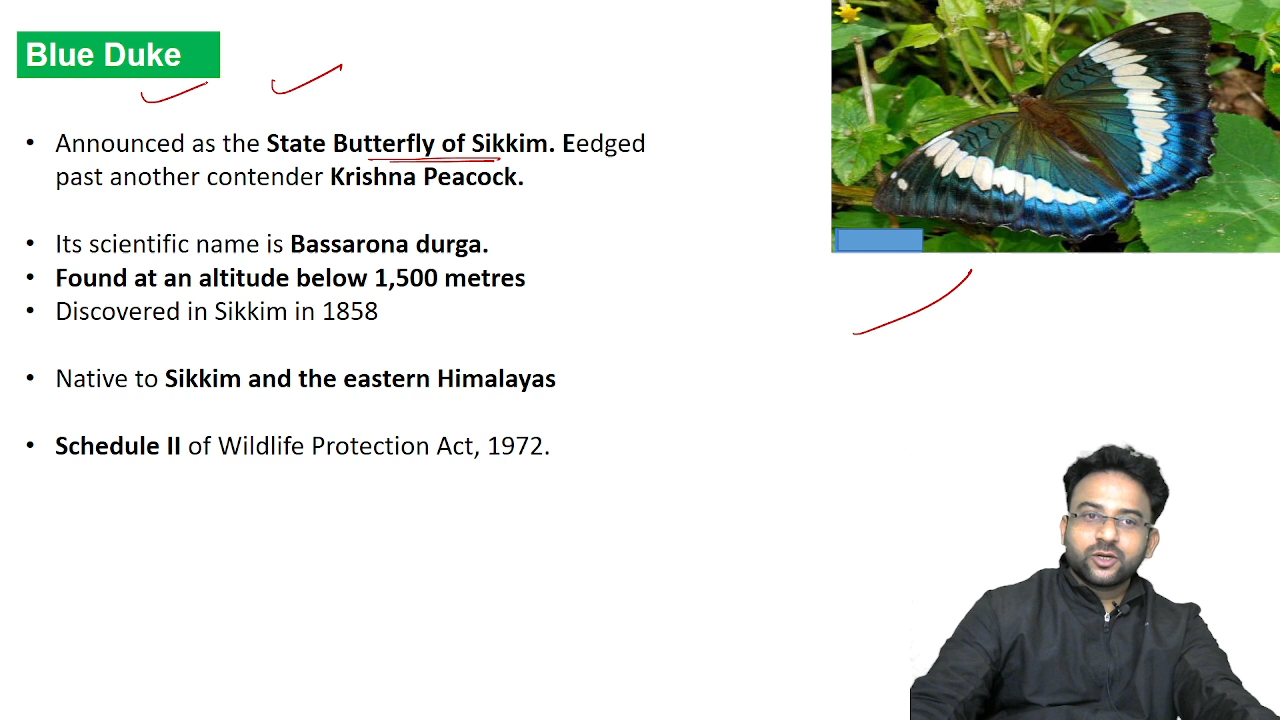 Blue Duke
• Announced as the State Butterfly of Sikkim. Eedged
past another contender Krishna Peacock.
• Its scientific name is Bassarona durga.
• Found at an altitude below 1,500 metres
• Discovered in Sikkim in 1858
• Native to Sikkim and the eastern Himalayas
• Schedule II of Wildlife Protection Act, 1972.